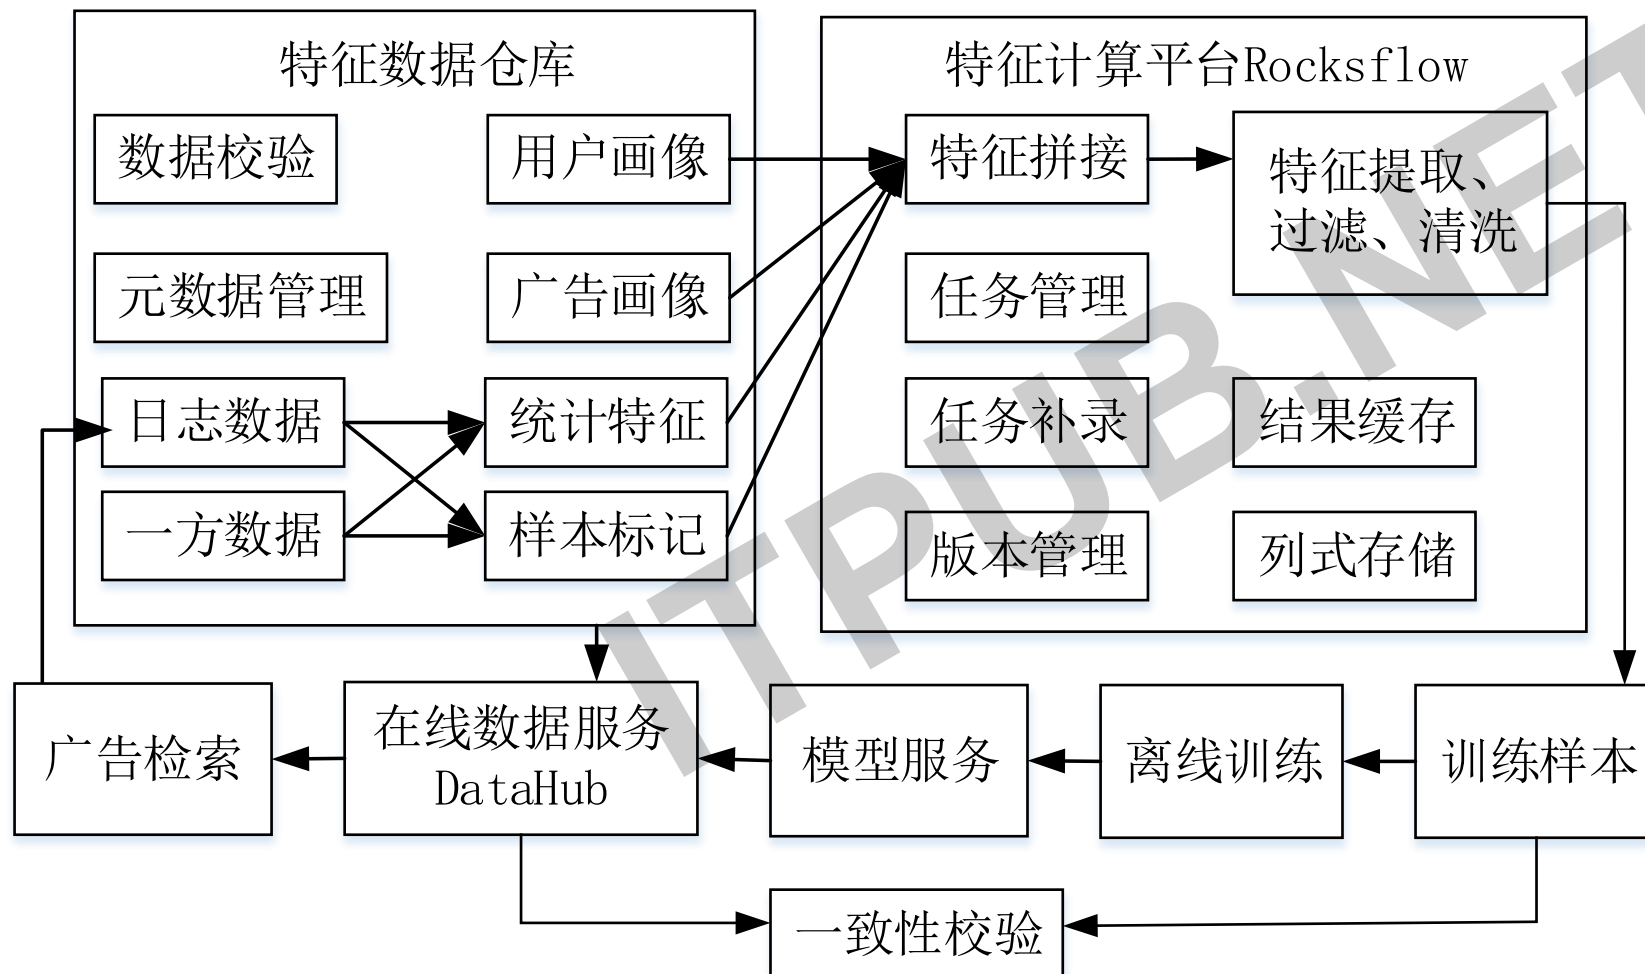 特征数据仓库
数据校验
用户画像
元数据管理
广告画像
日志数据
统计特征
一方数据
样本标记
特征计算平台Rocksflow
特征拼接
特征提取、
过滤、清洗
任务管理
任务补录
结果缓存
版本管理
列式存储
广告检索
在线数据服务
DataHub
模型服务
离线训练
训练样本
一致性校验
ITPUB.NET